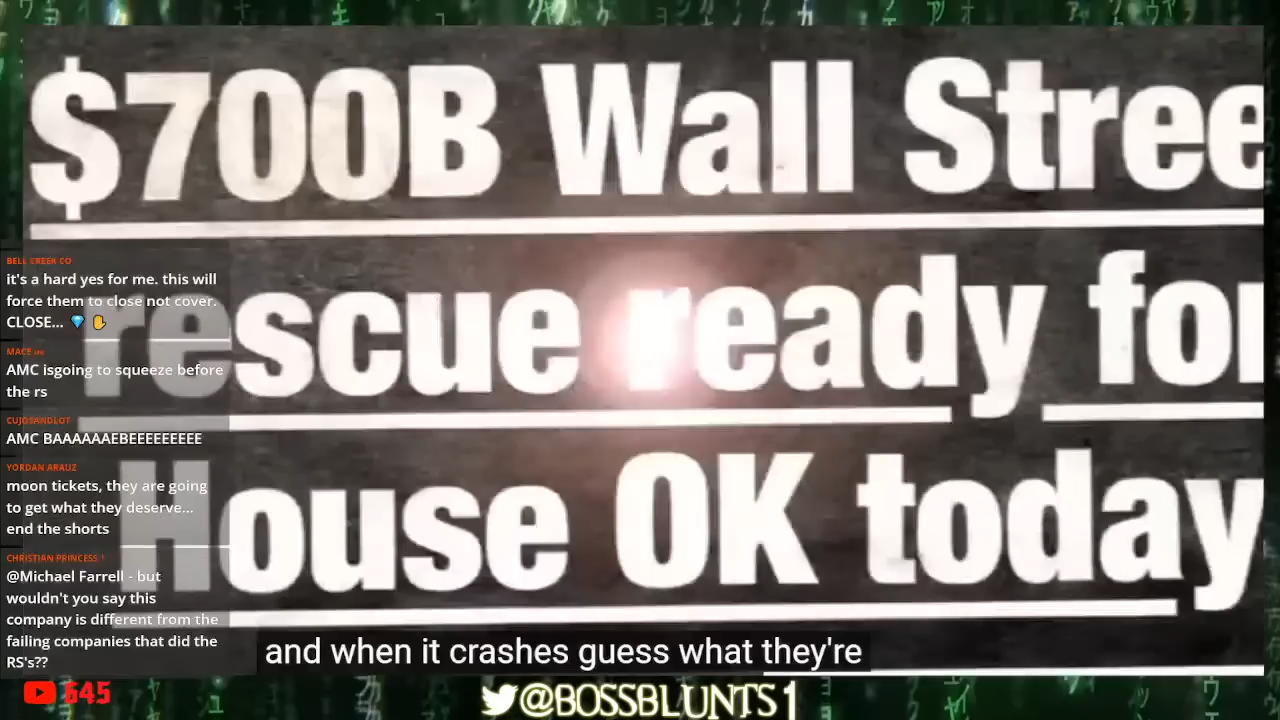 $700B Wall Stree
rescue ready for
House OK today
BELL CREEK CO
it's a hard yes for me. this will
force them to close not cover.
CLOSE... 💎 ✋
MACE
AMC isgoing to squeeze before
the rs
CUJOSANDLOT
AMC BAAAAAAEBEEEEEEEEE
YORDAN ARAUZ
moon tickets, they are going
to get what they deserve...
end the shorts
CHRISTIAN PRINCESS !
@Michael Farrell - but
wouldn't you say this
company is different from the
failing companies that did the
RS's??
and when it crashes guess what they're
645
@BOSSBLUNTS1